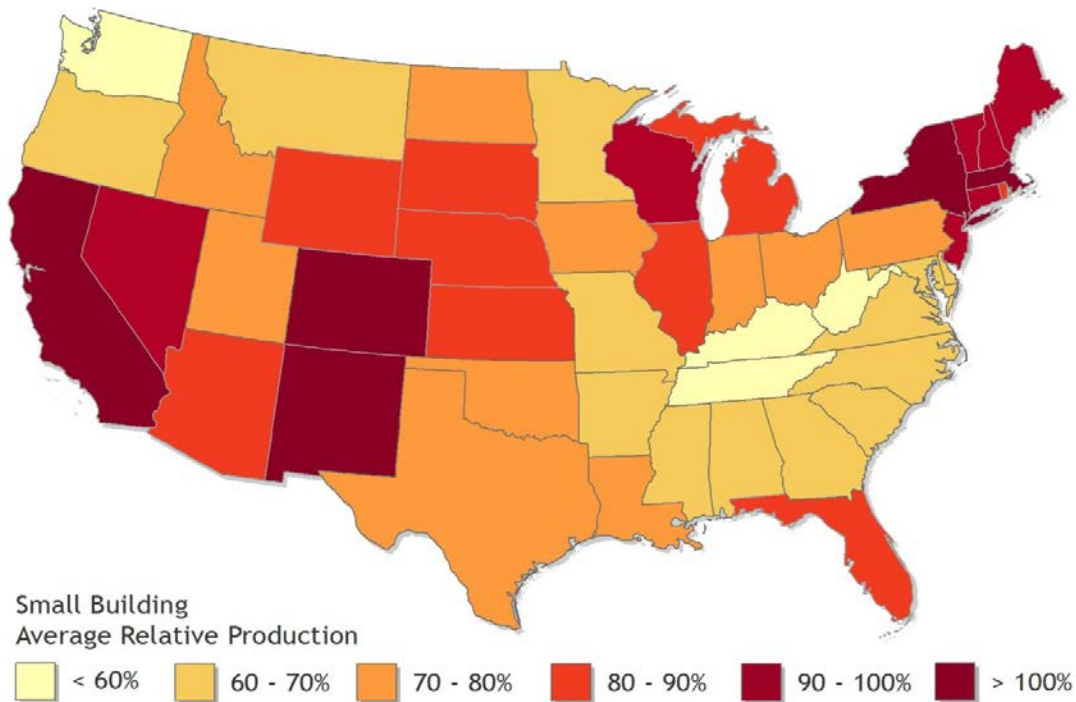 Small Building
Average Relative Production
< 60% 60 - 70% 70 - 80% 80 - 90% 90 - 100% > 100%